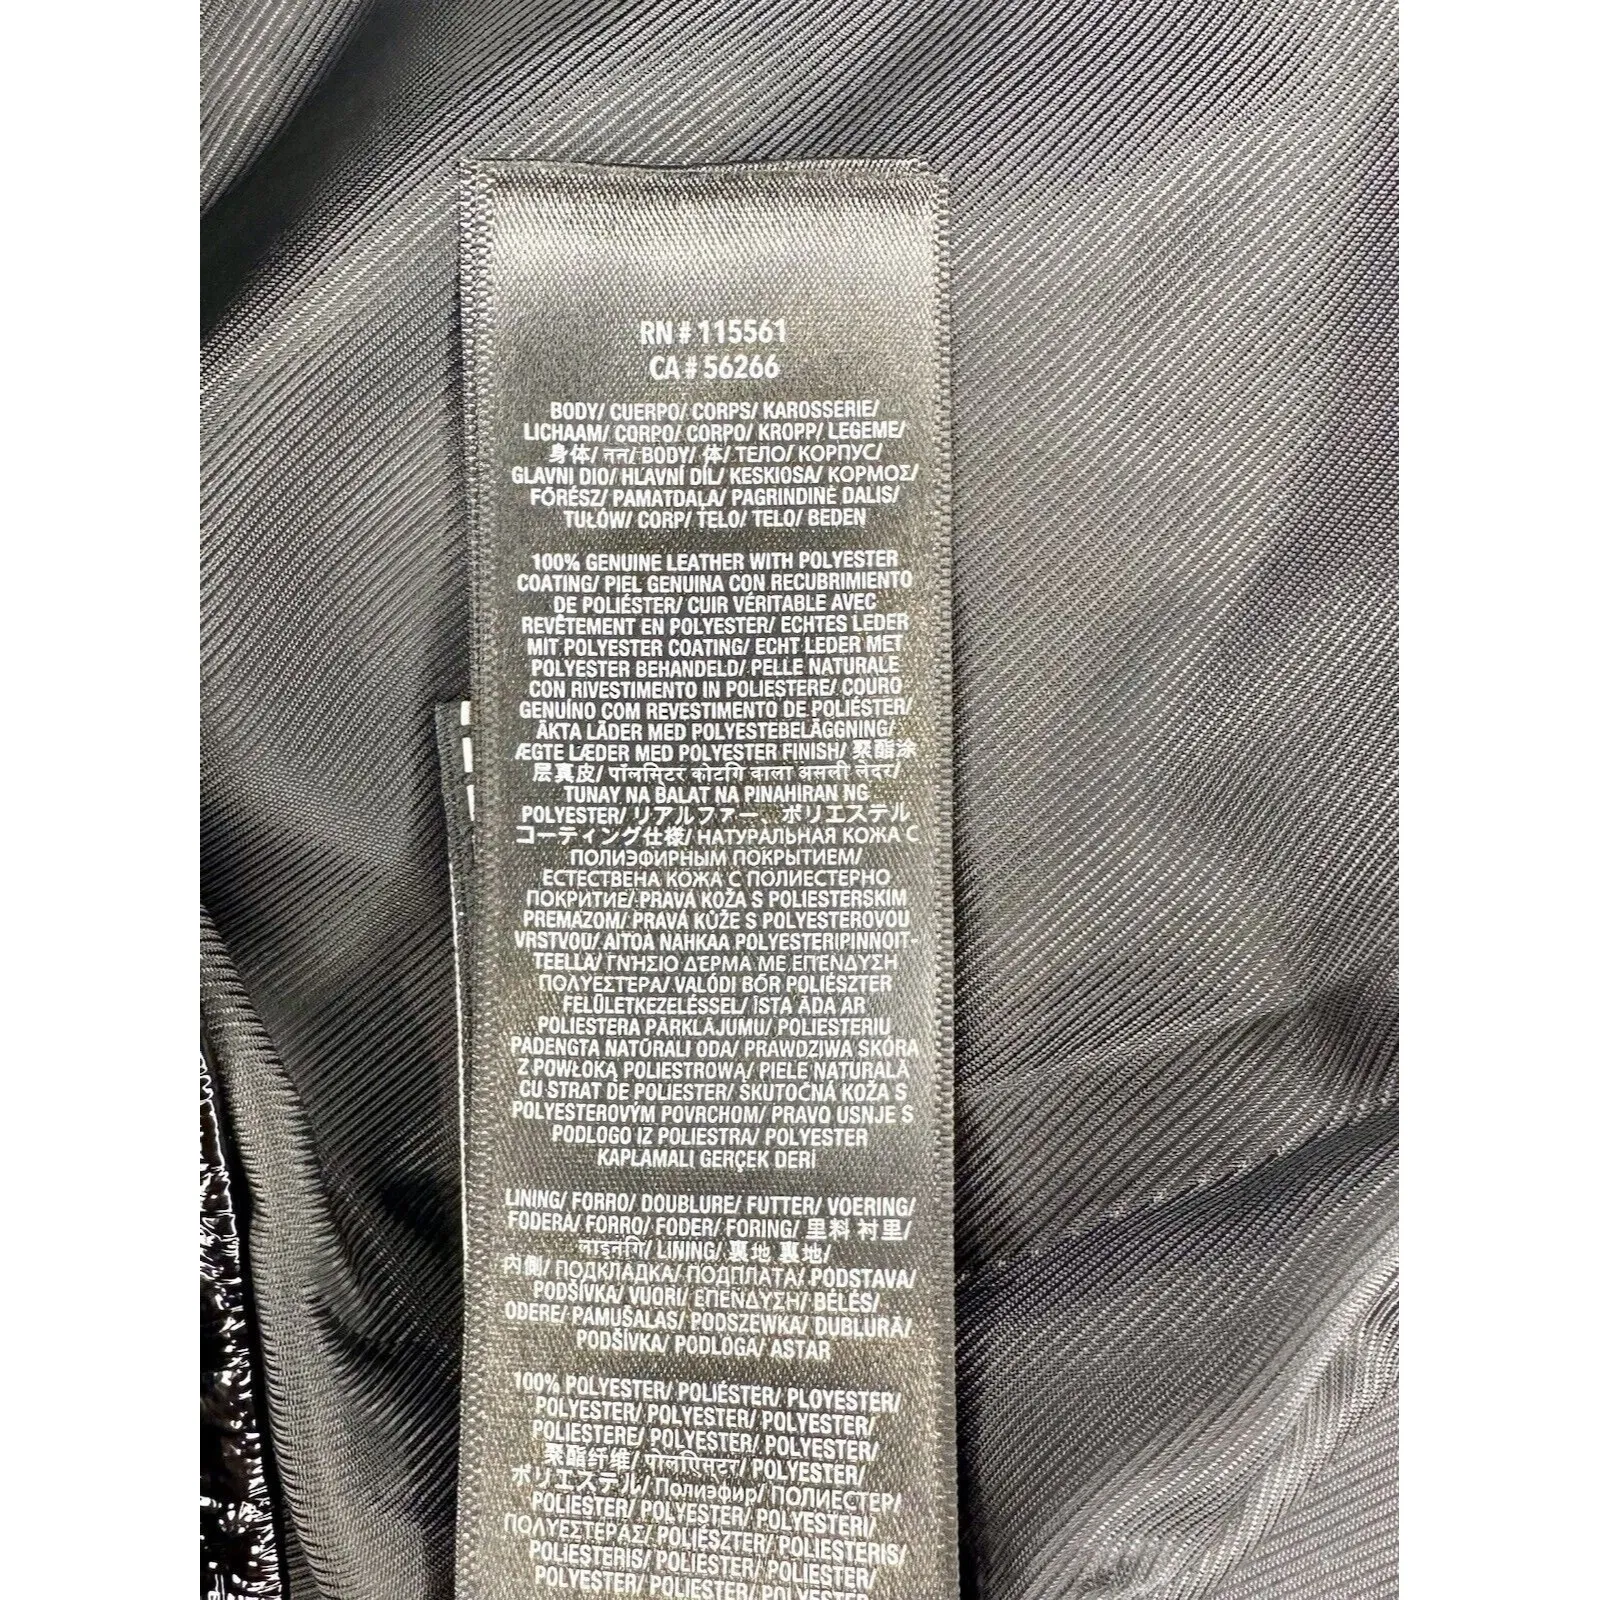 RN # 115561
CA # 56266
BODY/ CUERPO/ CORPS/ KAROSSERIE/
LICHAAM/ CORPO/ CORPO/ KROPP/ LEGEME/
身体/ तन/ BODY/ 体/ ТЕЛО/ КОРПУС/
GLAVNI DIO/ HLAVNÍ DÍL/ KESKIOSA/ ΚΟΡΜΟΣ/
FŐRÉSZ/ PAMATDAĻA/ PAGRINDINĖ DALIS/
TUŁÓW/ CORP/ TELO/ TELO/ BEDEN
100% GENUINE LEATHER WITH POLYESTER
COATING/ PIEL GENUINA CON RECUBRIMIENTO
DE POLIÉSTER/ CUIR VÉRITABLE AVEC
REVÊTEMENT EN POLYESTER/ ECHTES LEDER
MIT POLYESTER COATING/ ECHT LEDER MET
POLYESTER BEHANDELD/ PELLE NATURALE
CON RIVESTIMENTO IN POLIESTERE/ COURO
GENUÍNO COM REVESTIMENTO DE POLIÉSTER/
ÄKTA LÄDER MED POLYESTEBELÄGGNING/
ÆGTE LÆDER MED POLYESTER FINISH/ 聚酯涂
层真皮/ पॉलिसिटर कोटगि वाला असली लेदर/
TUNAY NA BALAT NA PINAHIRAN NG
POLYESTER/ リアルファー、ポリエステル
コーティング仕様/ НАТУРАЛЬНАЯ КОЖА С
ПОЛИЭФИРНЫМ ПОКРЫТИЕМ/
ЕСТЕСТВЕНА КОЖА С ПОЛИЕСТЕРНО
ПОКРИТИЕ/ PRAVA KOŽA S POLIESTERSKIM
PREMAZOM/ PRAVÁ KŮŽE S POLYESTEROVOU
VRSTVOU/ AITOA NAHKAA POLYESTERIPINNOIT-
TEELLA/ ΓΝΗΣΙΟ ΔΕΡΜΑ ΜΕ ΕΠΕΝΔΥΣΗ
ΠΟΛΥΕΣΤΕΡΑ/ VALÓDI BŐR POLIÉSZTER
FELÜLETKEZELÉSSEL/ ĪSTA ĀDA AR
POLIESTERA PĀRKLĀJUMU/ POLIESTERIU
PADENGTA NATŪRALI ODA/ PRAWDZIWA SKÓRA
Z POWŁOKĄ POLIESTROWĄ/ PIELE NATURALA
CU STRAT DE POLIESTER/ SKUTOČNÁ KOŽA S
POLYESTEROVÝM POVRCHOM/ PRAVO USNJE S
PODLOGO IZ POLIESTRA/ POLYESTER
KAPLAMALI GERÇEK DERİ
LINING/ FORRO/ DOUBLURE/ FUTTER/ VOERING/
FODERA/ FORRO/ FODER/ FORING/ 里料 衬里/
लाइनगि/ LINING/ 裏地 裏地/
内側/ ПОДКЛАДКА/ ПОДПЛАТА/ PODSTAVA/
PODŠÍVKA/ VUORI/ ΕΠΕΝΔΥΣΗ/ BÉLÉS/
ODERE/ PAMUŠALAS/ PODSZEWKA/ DUBLURĂ/
PODŠÍVKA/ PODLOGA/ ASTAR
100% POLYESTER/ POLIÉSTER/ PLOYESTER/
POLYESTER/ POLYESTER/ POLYESTER/
POLIESTERE/ POLYESTER/ POLYESTER/
聚酯纤维/ पोलिएसिटर/ POLYESTER/
ポリエステル/ Полиэфир/ ПОЛИЕСТЕР/
POLIESTER/ POLYESTER/ POLYESTERI/
ΠΟΛΥΕΣΤΕΡΑΣ/ POLIÉSZTER/ POLIESTERIS/
POLIESTERIS/ POLIESTER/ POLIESTER/
POLYESTER/ POLIESTER/ POLYESTER